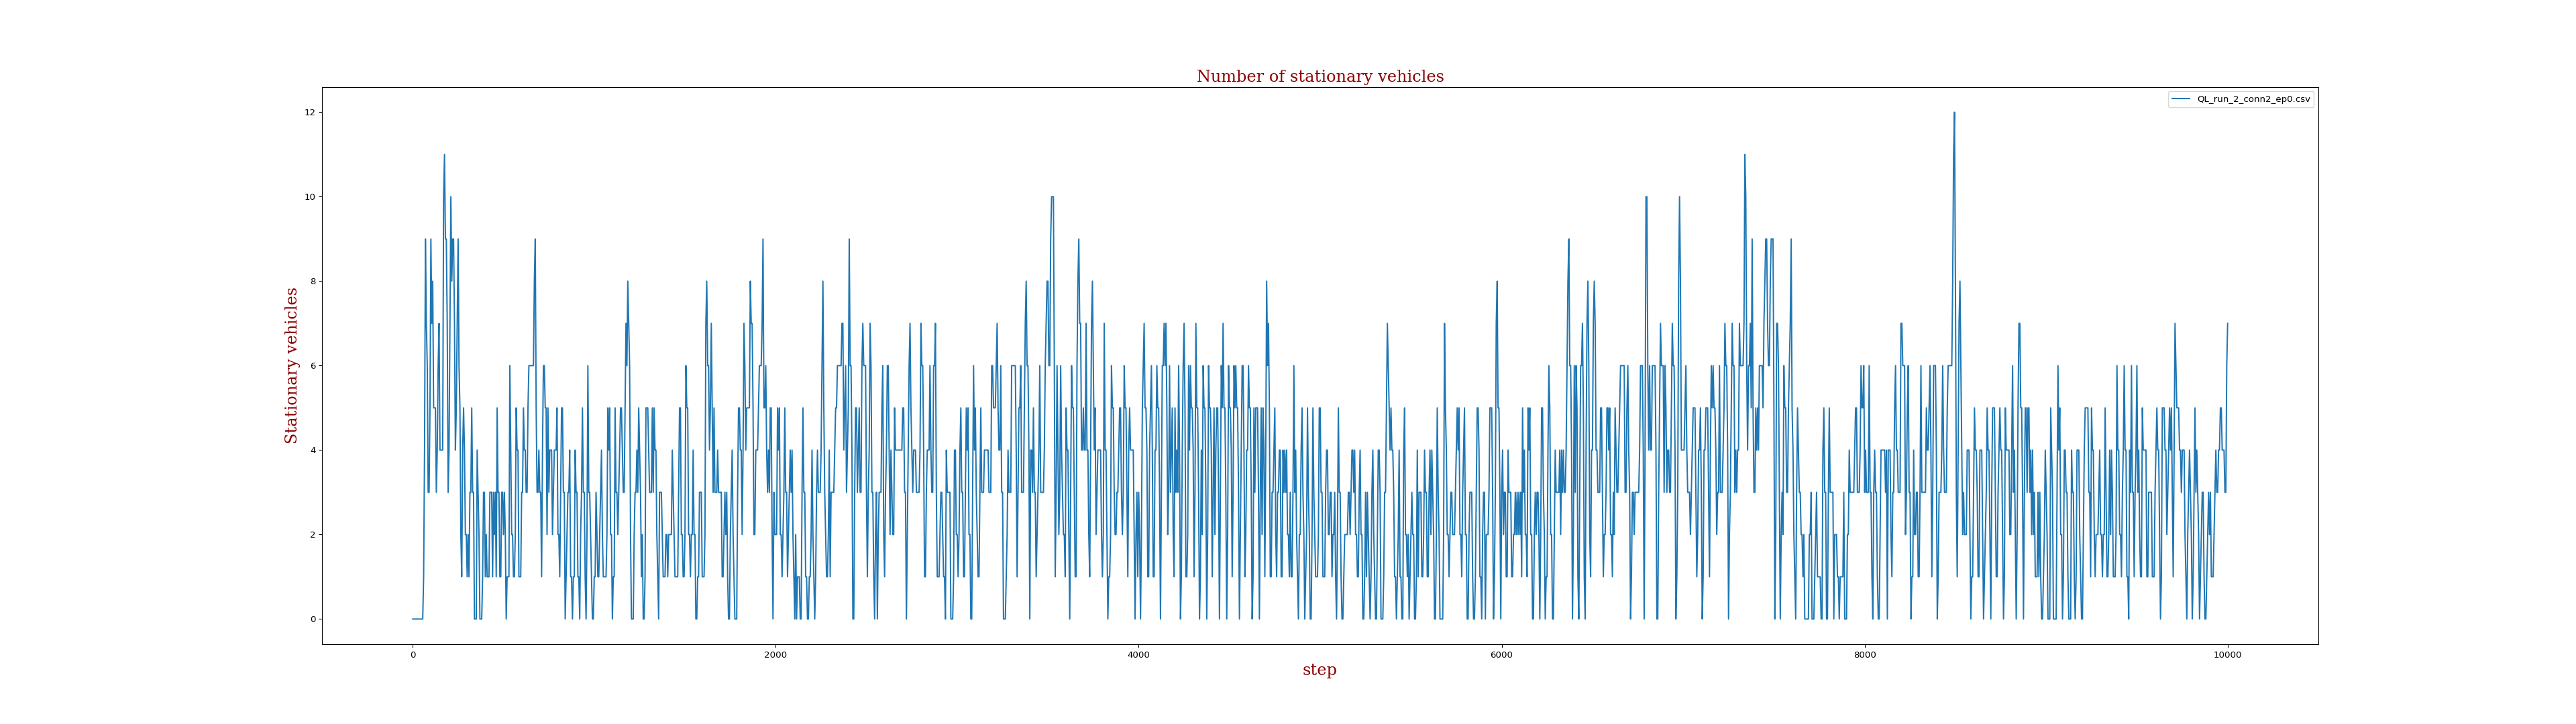 Number of stationary vehicles
QL_run_2_conn2_ep0.csv
Stationary vehicles
12
10
8
6
4
2
0
0 2000 4000 6000 8000 10000
step